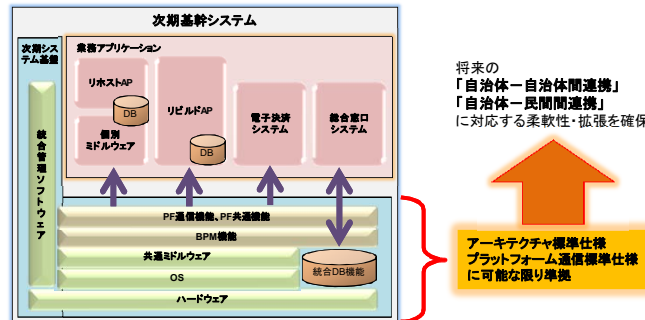 次期基幹システム
次期シス
テム基盤
業務アプリケーション
リホストAP
DB
個別
ミドルウェア
リビルドAP
DB
電子決済
システム
総合窓口
システム
統合管理ソフトウェア
PF通信機能、PF共通機能
BPM機能
共通ミドルウェア
OS
統合DB機能
ハードウェア
将来の
「自治体－自治体間連携」
「自治体－民間間連携」
に対応する柔軟性・拡張を確保
アーキテクチャ標準仕様
プラットフォーム通信標準仕様
に可能な限り準拠